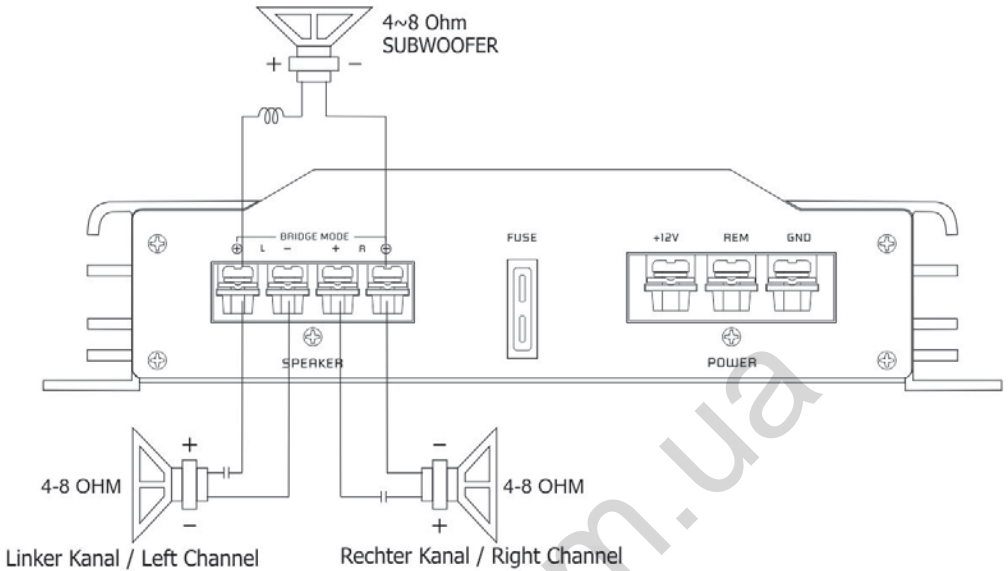 4~8 Ohm
SUBWOOFER
+ −
BRIDGE MODE
⊕ L − + R ⊕
FUSE
+12V REM GND
SPEAKER
POWER
+
−
4-8 OHM
−
+
4-8 OHM
Linker Kanal / Left Channel
Rechter Kanal / Right Channel
m.ua